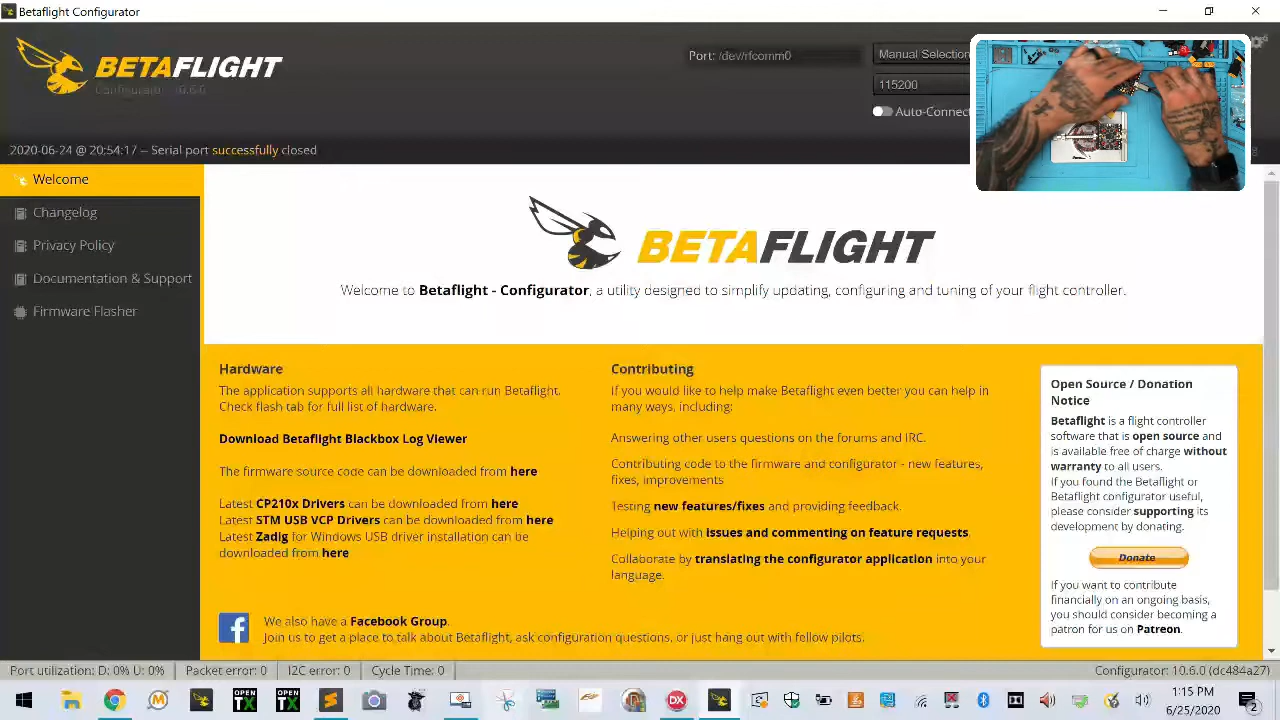 Betaflight Configurator
BETAFLIGHT
Configurator 10.6.0
Port: /dev/rfcomm0
Manual Selection
115200
Auto-Connect
2020-06-24 @ 20:54:17 -- Serial port successfully closed
Welcome
Changelog
Privacy Policy
Documentation & Support
Firmware Flasher
BETAFLIGHT
Welcome to Betaflight - Configurator, a utility designed to simplify updating, configuring and tuning of your flight controller.
Hardware
The application supports all hardware that can run Betaflight.
Check flash tab for full list of hardware.
Download Betaflight Blackbox Log Viewer
The firmware source code can be downloaded from here
Latest CP210x Drivers can be downloaded from here
Latest STM USB VCP Drivers can be downloaded from here
Latest Zadig for Windows USB driver installation can be
downloaded from here
Contributing
If you would like to help make Betaflight even better you can help in
many ways, including:
Answering other users questions on the forums and IRC.
Contributing code to the firmware and configurator - new features,
fixes, improvements
Testing new features/fixes and providing feedback.
Helping out with issues and commenting on feature requests.
Collaborate by translating the configurator application into your
language.
We also have a Facebook Group.
Join us to get a place to talk about Betaflight, ask configuration questions, or just hang out with fellow pilots.
Open Source / Donation
Notice
Betaflight is a flight controller
software that is open source and
is available free of charge without
warranty to all users.
If you found the Betaflight or
Betaflight configurator useful,
please consider supporting its
development by donating.
Donate
If you want to contribute
financially on an ongoing basis,
you should consider becoming a
patron for us on Patreon.
Port utilization: D: 0% U: 0%
Packet error: 0
I2C error: 0
Cycle Time: 0
Configurator: 10.6.0 (dc484a27)
OPEN
TX
OPEN
TX
DX
1:15 PM
6/25/2020
2